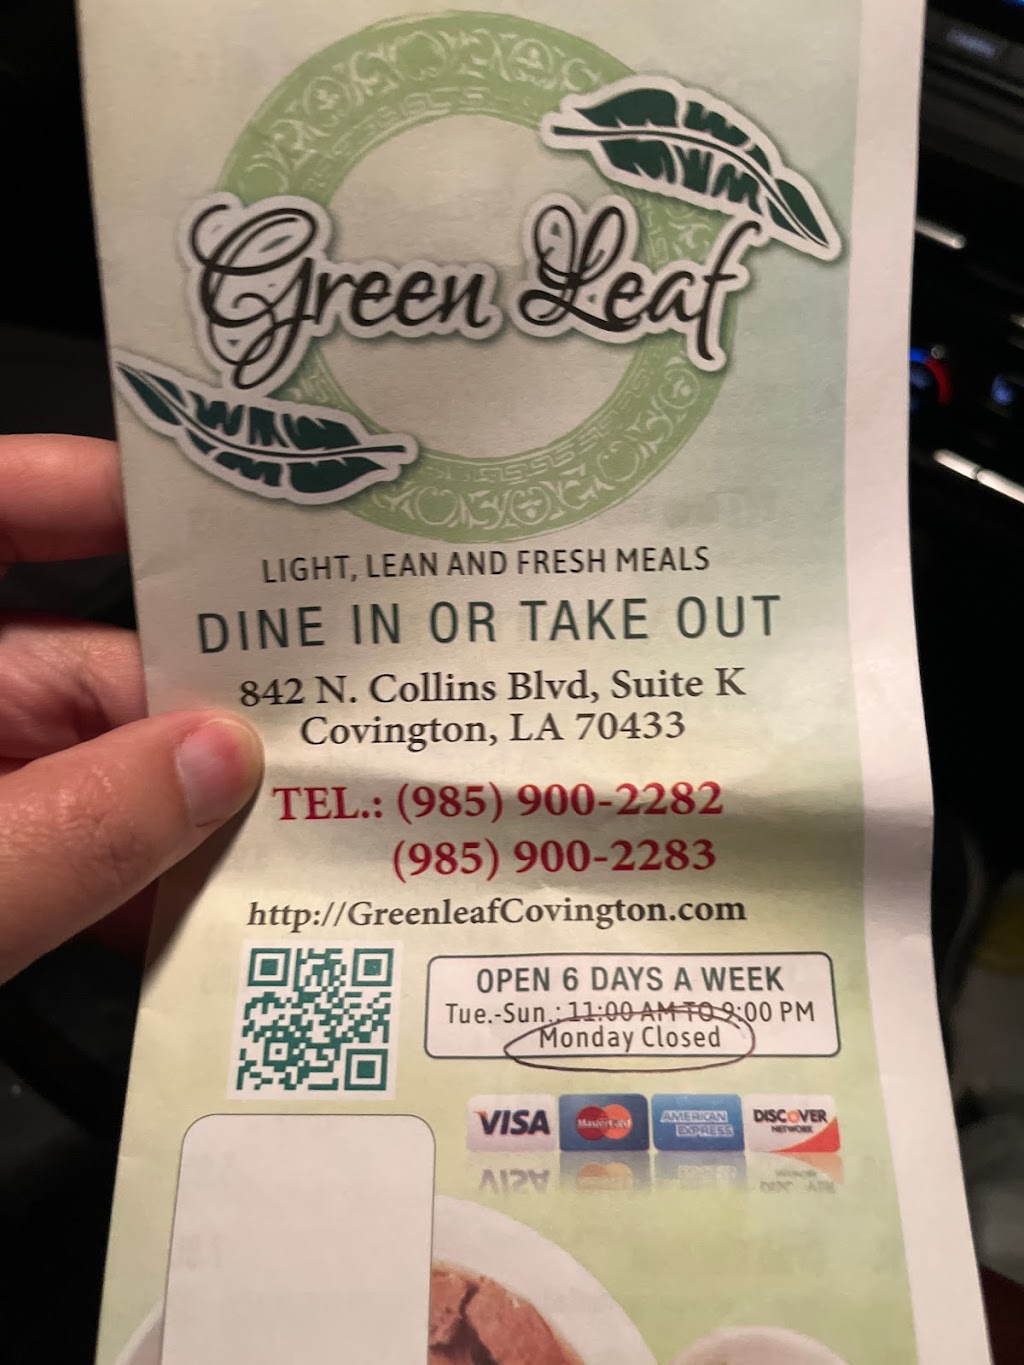 Green Leaf
LIGHT, LEAN AND FRESH MEALS
DINE IN OR TAKE OUT
842 N. Collins Blvd, Suite K
Covington, LA 70433
TEL.: (985) 900-2282
(985) 900-2283
http://GreenleafCovington.com
OPEN 6 DAYS A WEEK
Tue.-Sun.: 11:00 AM TO 9:00 PM
Monday Closed
VISA MasterCard AMERICAN EXPRESS DISCOVER NETWORK